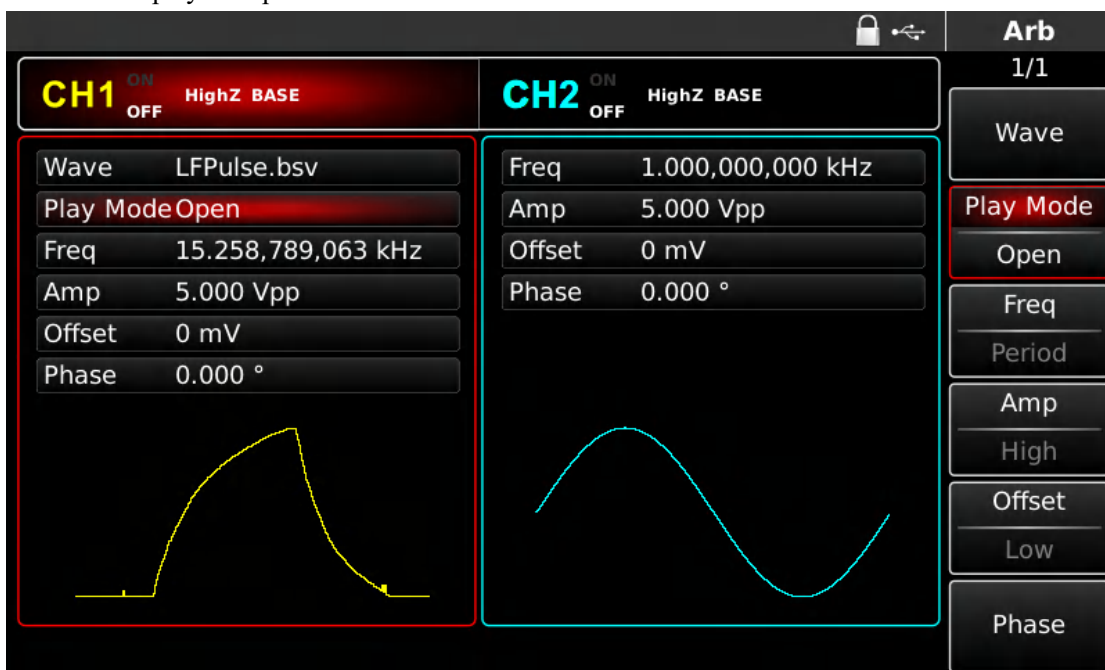 Arb
1/1
CH1 ON OFF HighZ BASE
CH2 ON OFF HighZ BASE
Wave LFPulse.bsv
Play Mode Open
Freq 15.258,789,063 kHz
Amp 5.000 Vpp
Offset 0 mV
Phase 0.000 °
Freq 1.000,000,000 kHz
Amp 5.000 Vpp
Offset 0 mV
Phase 0.000 °
Wave
Play Mode
Open
Freq
Period
Amp
High
Offset
Low
Phase